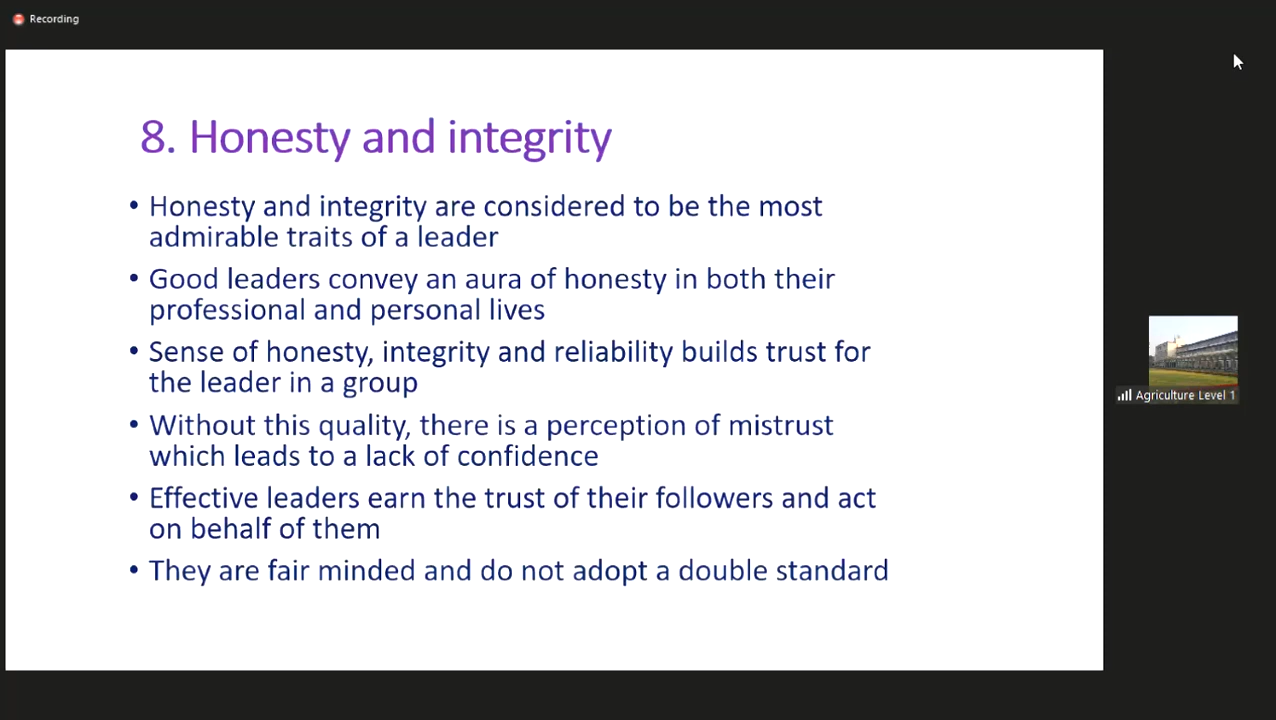 Recording
8. Honesty and integrity
• Honesty and integrity are considered to be the most
admirable traits of a leader
• Good leaders convey an aura of honesty in both their
professional and personal lives
• Sense of honesty, integrity and reliability builds trust for
the leader in a group
• Without this quality, there is a perception of mistrust
which leads to a lack of confidence
• Effective leaders earn the trust of their followers and act
on behalf of them
• They are fair minded and do not adopt a double standard
Agriculture Level 1